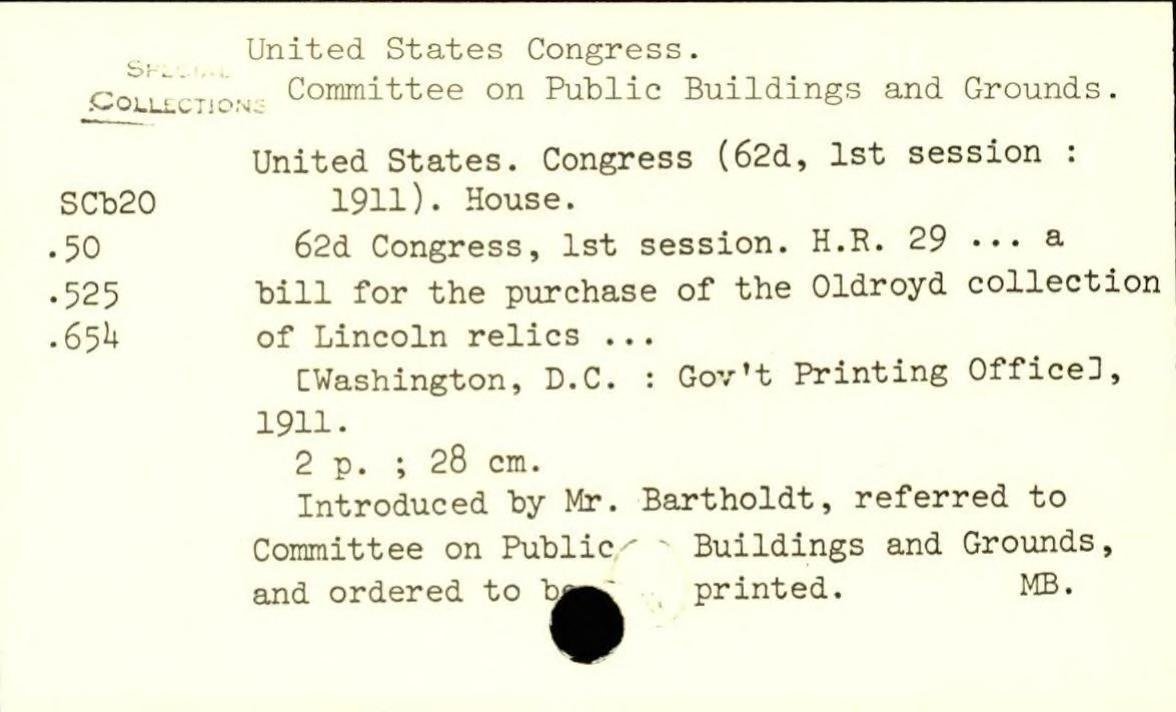 United States Congress.
SPECIAL
COLLECTIONS
Committee on Public Buildings and Grounds.
United States. Congress (62d, 1st session :
SCb20
1911). House.
.50
62d Congress, 1st session. H.R. 29 ... a
.525
bill for the purchase of the Oldroyd collection
.654
of Lincoln relics ...
[Washington, D.C. : Gov't Printing Office],
1911.
2 p. ; 28 cm.
Introduced by Mr. Bartholdt, referred to
Committee on Public Buildings and Grounds,
and ordered to be printed. MB.